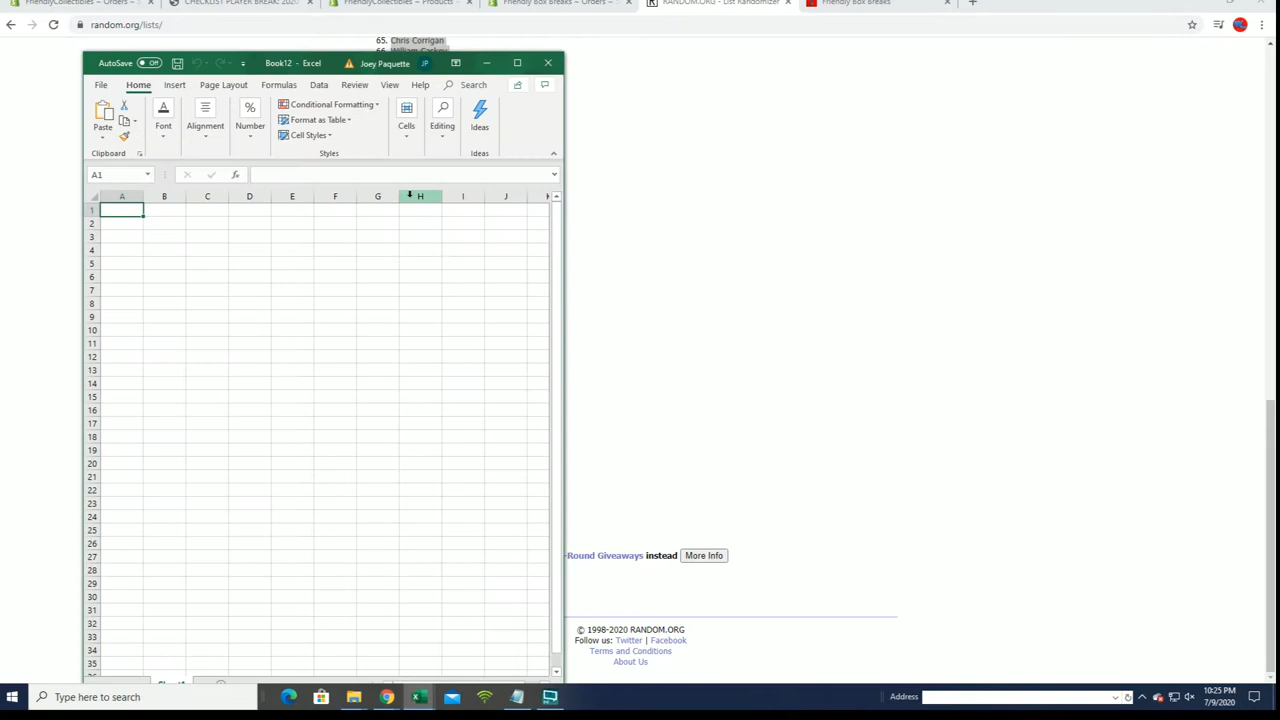 FriendlyCollectibles ~ Orders ~ S
CHECKLIST PLAYER BREAK: 2020
FriendlyCollectibles ~ Products ~
Friendly Box Breaks ~ Orders ~ S
RANDOM.ORG - List Randomizer
Friendly Box Breaks
random.org/lists/
65. Chris Corrigan
66. William Caskey
AutoSave Off
Book12 - Excel
Joey Paquette JP
File Home Insert Page Layout Formulas Data Review View Help Search
Paste
Font
Alignment
Number
Conditional Formatting
Format as Table
Cell Styles
Cells
Editing
Ideas
Clipboard
Styles
Ideas
A1
fx
A B C D E F G H I J
1
2
3
4
5
6
7
8
9
10
11
12
13
14
15
16
17
18
19
20
21
22
23
24
25
26
27
28
29
30
31
32
33
34
35
-Round Giveaways instead More Info
© 1998-2020 RANDOM.ORG
Follow us: Twitter | Facebook
Terms and Conditions
About Us
Type here to search
Address
10:25 PM
7/9/2020